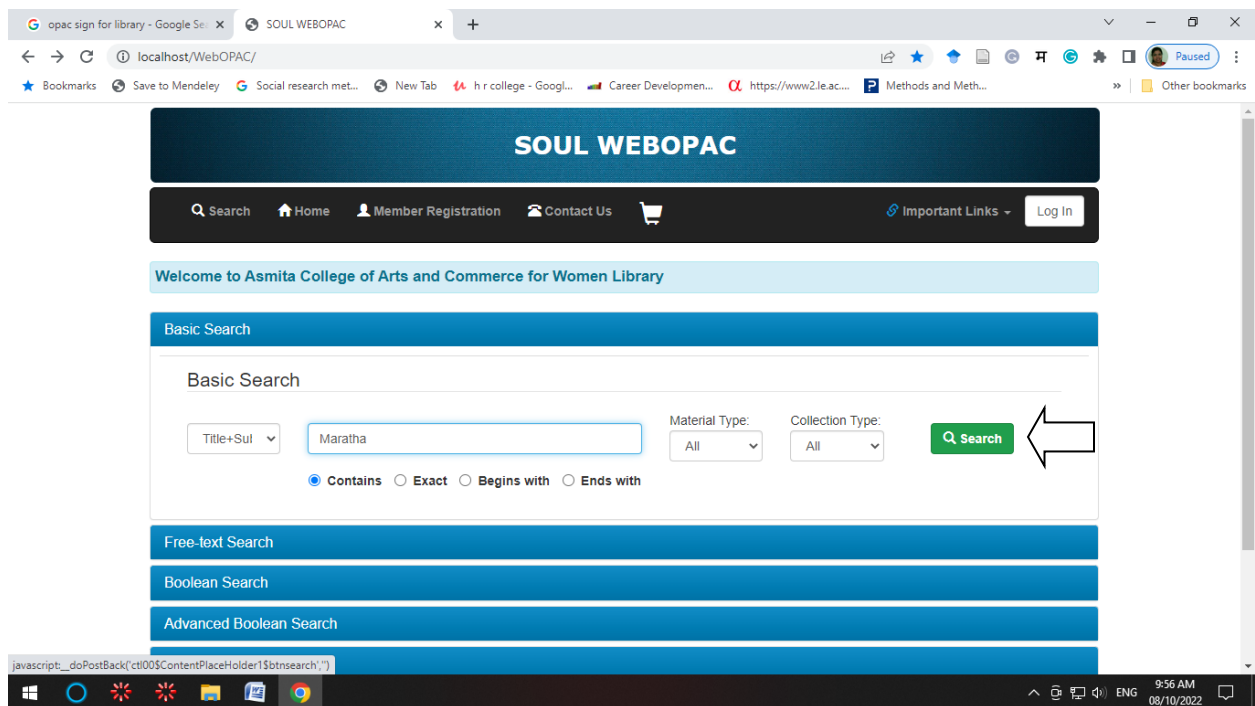 opac sign for library - Google Se
SOUL WEBOPAC
localhost/WebOPAC/
Paused
Bookmarks Save to Mendeley Social research met... New Tab h r college - Googl... Career Developmen... https://www2.le.ac.... Methods and Meth... » Other bookmarks
SOUL WEBOPAC
Search Home Member Registration Contact Us Important Links Log In
Welcome to Asmita College of Arts and Commerce for Women Library
Basic Search
Basic Search
Material Type: Collection Type:
Title+Sul Maratha All All Search
Contains Exact Begins with Ends with
Free-text Search
Boolean Search
Advanced Boolean Search
javascript:__doPostBack('ctl00$ContentPlaceHolder1$btnsearch','')
ENG 9:56 AM
08/10/2022